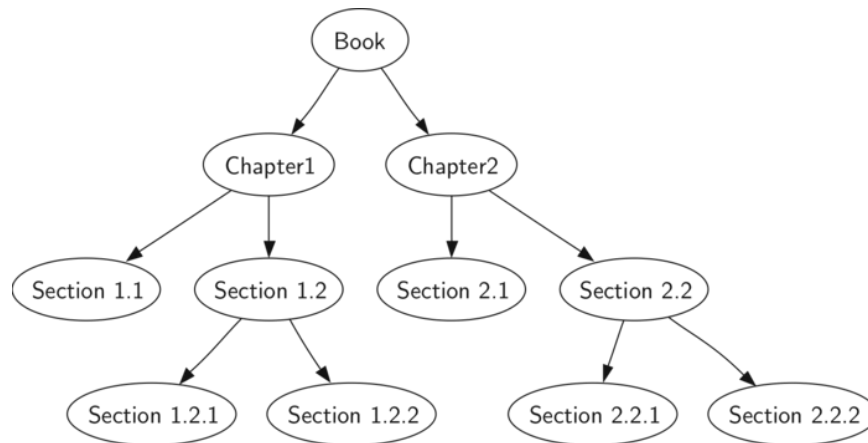 Book
Chapter1
Chapter2
Section 1.1
Section 1.2
Section 2.1
Section 2.2
Section 1.2.1
Section 1.2.2
Section 2.2.1
Section 2.2.2